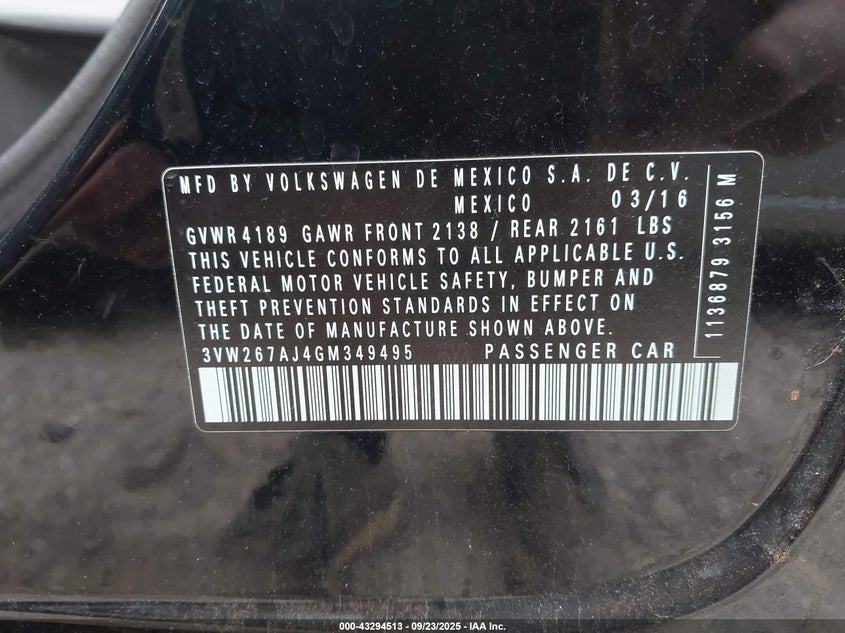 MFD BY VOLKSWAGEN DE MEXICO S.A. DE C.V.
MEXICO 03/16
GVWR4189 GAWR FRONT 2138 / REAR 2161 LBS
THIS VEHICLE CONFORMS TO ALL APPLICABLE U.S.
FEDERAL MOTOR VEHICLE SAFETY, BUMPER AND
THEFT PREVENTION STANDARDS IN EFFECT ON
THE DATE OF MANUFACTURE SHOWN ABOVE.
3VW267AJ4GM349495 PASSENGER CAR
1136879 3156 M
000-43294513 - 09/23/2025 - IAA Inc.